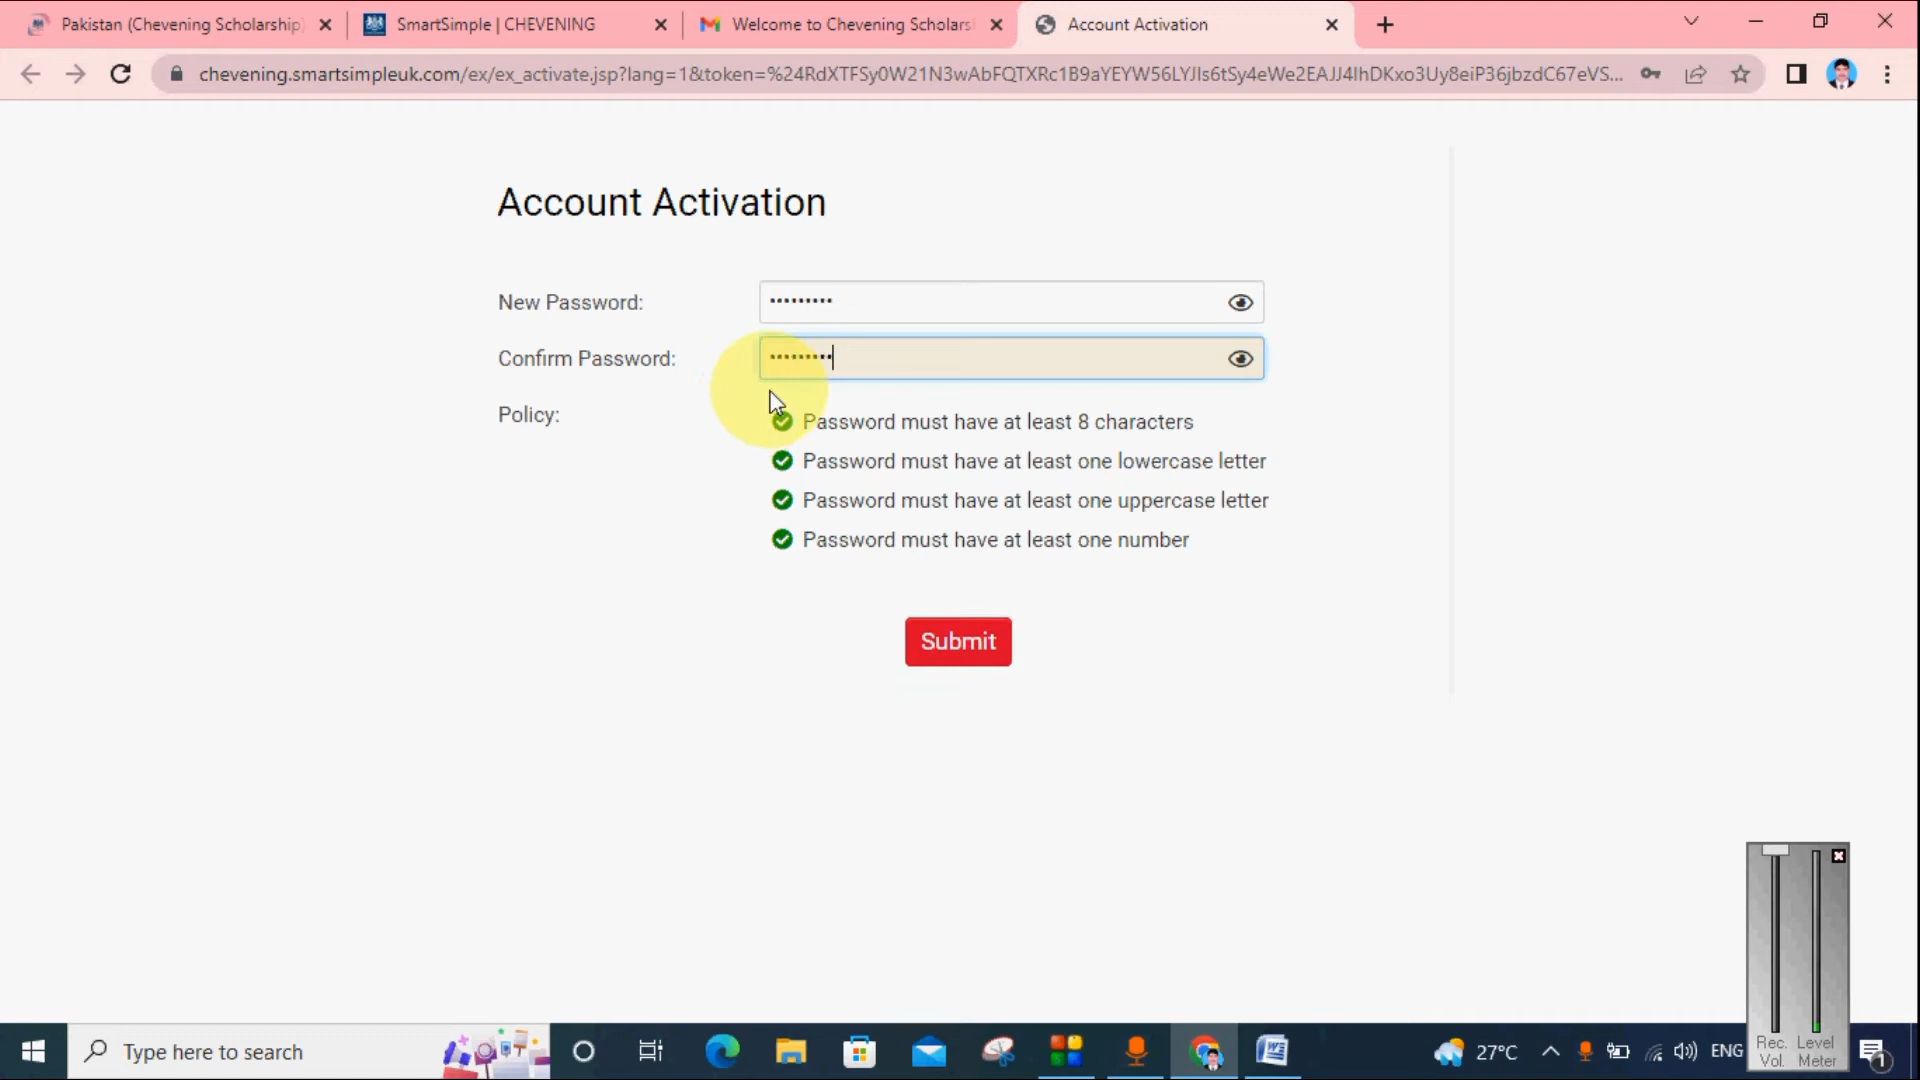 Pakistan (Chevening Scholarship)
SmartSimple | CHEVENING
Welcome to Chevening Scholars
Account Activation
chevening.smartsimpleuk.com/ex/ex_activate.jsp?lang=1&token=%24RdXTFSy0W21N3wAbFQTXRc1B9aYEYW56LYJIs6tSy4eWe2EAJJ4IhDKxo3Uy8eiP36jbzdC67eVS...
Account Activation
New Password:
Confirm Password:
Policy:
Password must have at least 8 characters
Password must have at least one lowercase letter
Password must have at least one uppercase letter
Password must have at least one number
Submit
Type here to search
27°C
ENG
Rec. Level
Vol. Meter
1